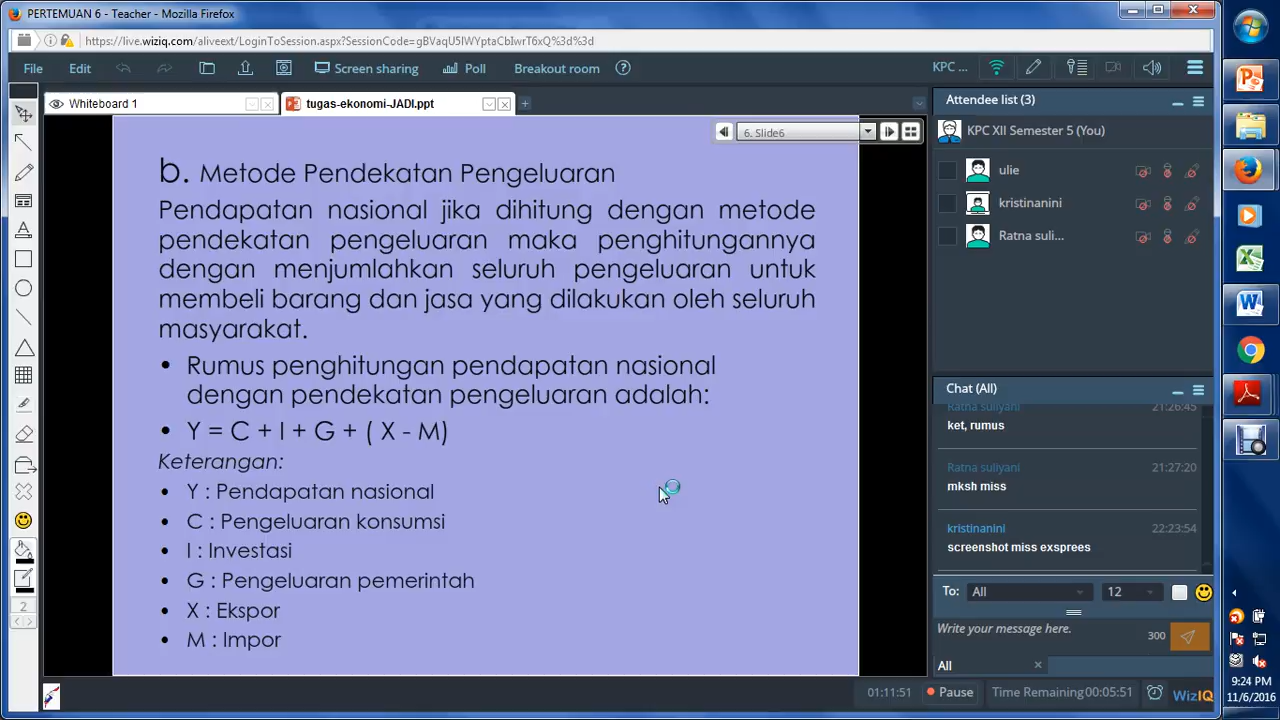 PERTEMUAN 6 - Teacher - Mozilla Firefox
https://live.wiziq.com/aliveext/LoginToSession.aspx?SessionCode=gBVaqU5lWYptaCbIwrT6xQ%3d%3d
File Edit Screen sharing Poll Breakout room ? KPC ...
Whiteboard 1 tugas-ekonomi-JADI.ppt
6. Slide6
b. Metode Pendekatan Pengeluaran
Pendapatan nasional jika dihitung dengan metode
pendekatan pengeluaran maka penghitungannya
dengan menjumlahkan seluruh pengeluaran untuk
membeli barang dan jasa yang dilakukan oleh seluruh
masyarakat.
• Rumus penghitungan pendapatan nasional
dengan pendekatan pengeluaran adalah:
• Y = C + I + G + ( X - M)
Keterangan:
• Y : Pendapatan nasional
• C : Pengeluaran konsumsi
• I : Investasi
• G : Pengeluaran pemerintah
• X : Ekspor
• M : Impor
2
Attendee list (3)
KPC XII Semester 5 (You)
ulie
kristinanini
Ratna suli...
Chat (All)
Ratna suliyani 21:26:45
ket, rumus
Ratna suliyani 21:27:20
mksh miss
kristinanini 22:23:54
screenshot miss exsprees
To: All 12
Write your message here. 300
All
01:11:51 Pause Time Remaining 00:05:51 WizIQ
9:24 PM
11/6/2016